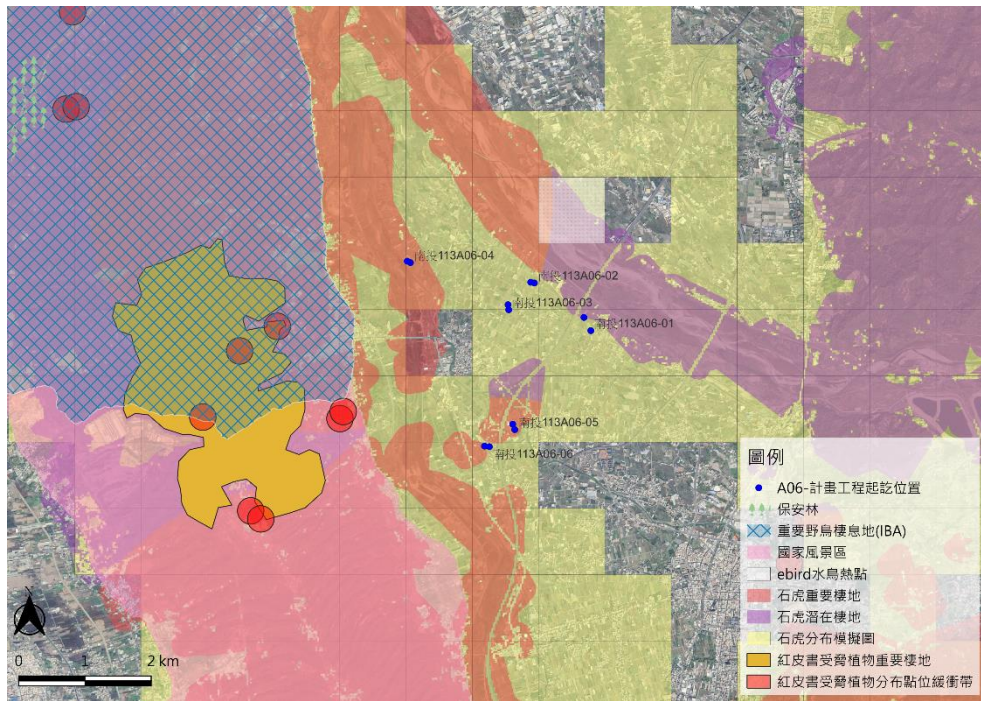 南投113A06-04
南投113A06-02
南投113A06-03
南投113A06-01
南投113A06-05
南投113A06-06
圖例
A06-計畫工程起訖位置
保安林
重要野鳥棲息地(IBA)
國家風景區
ebird水鳥熱點
石虎重要棲地
石虎潛在棲地
石虎分布模擬圖
紅皮書受脅植物重要棲地
紅皮書受脅植物分布點位緩衝帶
0 1 2 km